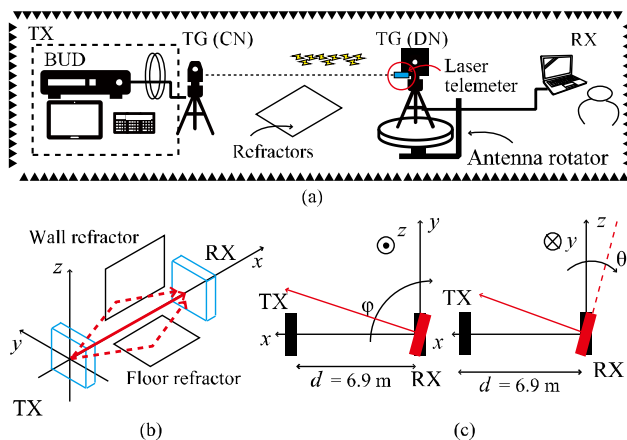 (a)
TX
BUD
TG (CN)
TG (DN)
RX
Laser
telemeter
Refractors
Antenna rotator
(a)
Wall refractor
RX
x
z
y
Floor refractor
TX
(b)
z
y
TX
φ
x
RX
d = 6.9 m
z
y
θ
TX
x
RX
d = 6.9 m
(c)